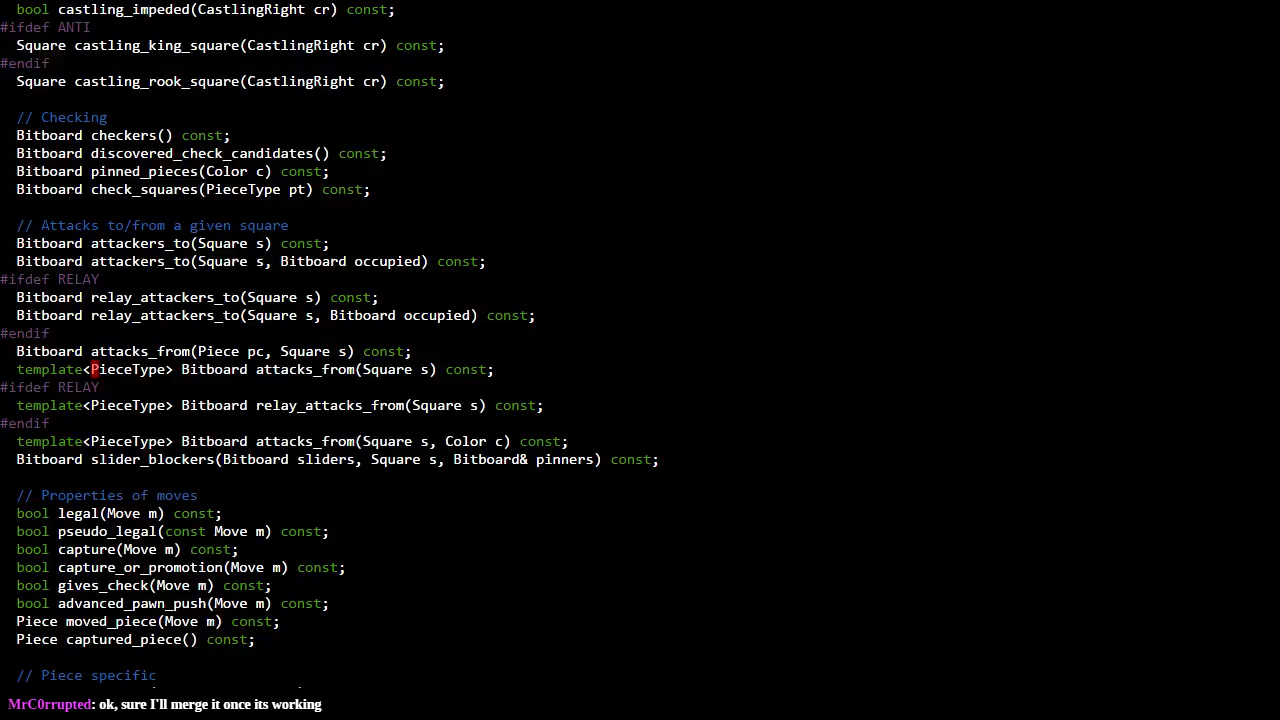 bool castling_impeded(CastlingRight cr) const;
#ifdef ANTI
Square castling_king_square(CastlingRight cr) const;
#endif
Square castling_rook_square(CastlingRight cr) const;
// Checking
Bitboard checkers() const;
Bitboard discovered_check_candidates() const;
Bitboard pinned_pieces(Color c) const;
Bitboard check_squares(PieceType pt) const;
// Attacks to/from a given square
Bitboard attackers_to(Square s) const;
Bitboard attackers_to(Square s, Bitboard occupied) const;
#ifdef RELAY
Bitboard relay_attackers_to(Square s) const;
Bitboard relay_attackers_to(Square s, Bitboard occupied) const;
#endif
Bitboard attacks_from(Piece pc, Square s) const;
template<PieceType> Bitboard attacks_from(Square s) const;
#ifdef RELAY
template<PieceType> Bitboard relay_attacks_from(Square s) const;
#endif
template<PieceType> Bitboard attacks_from(Square s, Color c) const;
Bitboard slider_blockers(Bitboard sliders, Square s, Bitboard& pinners) const;
// Properties of moves
bool legal(Move m) const;
bool pseudo_legal(const Move m) const;
bool capture(Move m) const;
bool capture_or_promotion(Move m) const;
bool gives_check(Move m) const;
bool advanced_pawn_push(Move m) const;
Piece moved_piece(Move m) const;
Piece captured_piece() const;
// Piece specific
MrC0rrupted: ok, sure I'll merge it once its working